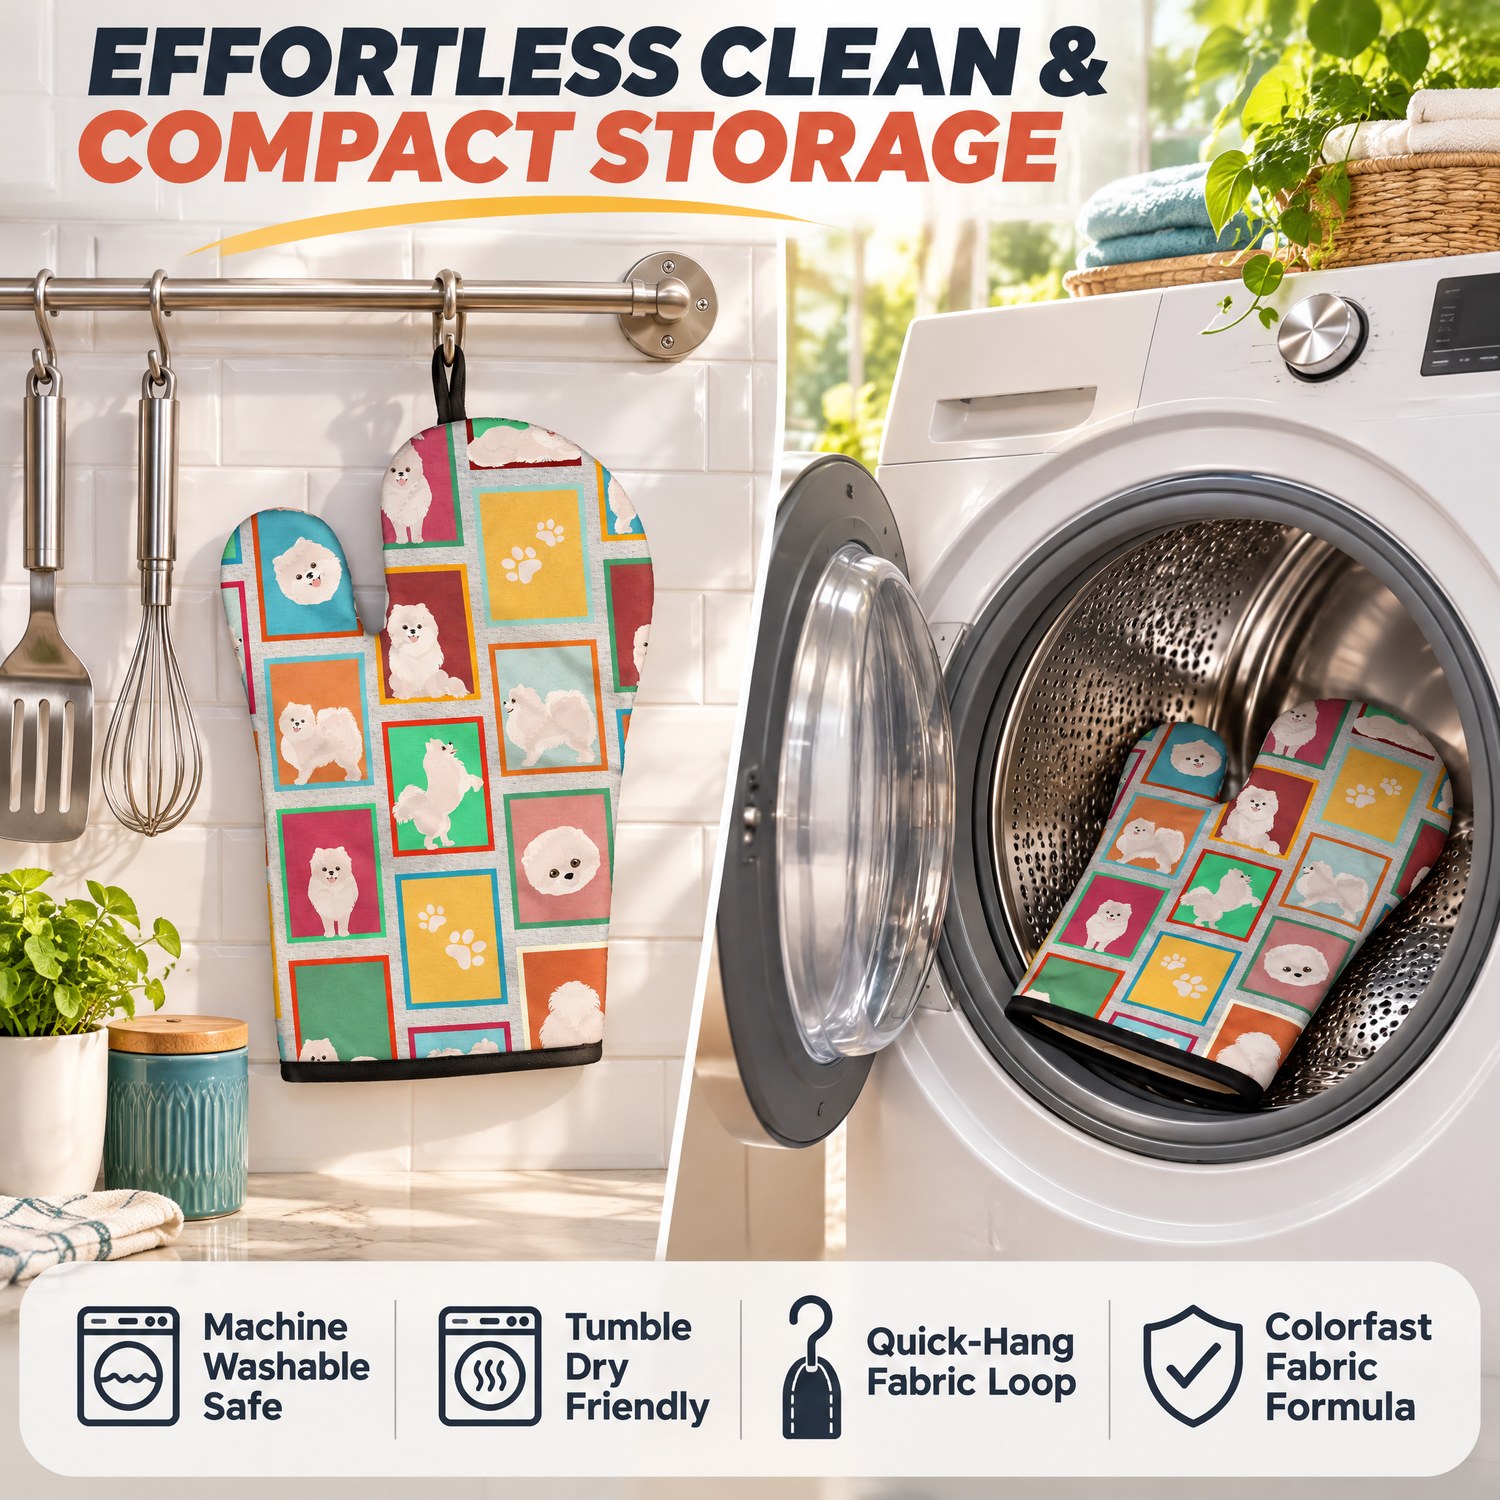 EFFORTLESS CLEAN &
COMPACT STORAGE
Machine
Washable
Safe
Tumble
Dry
Friendly
Quick-Hang
Fabric Loop
Colorfast
Fabric
Formula